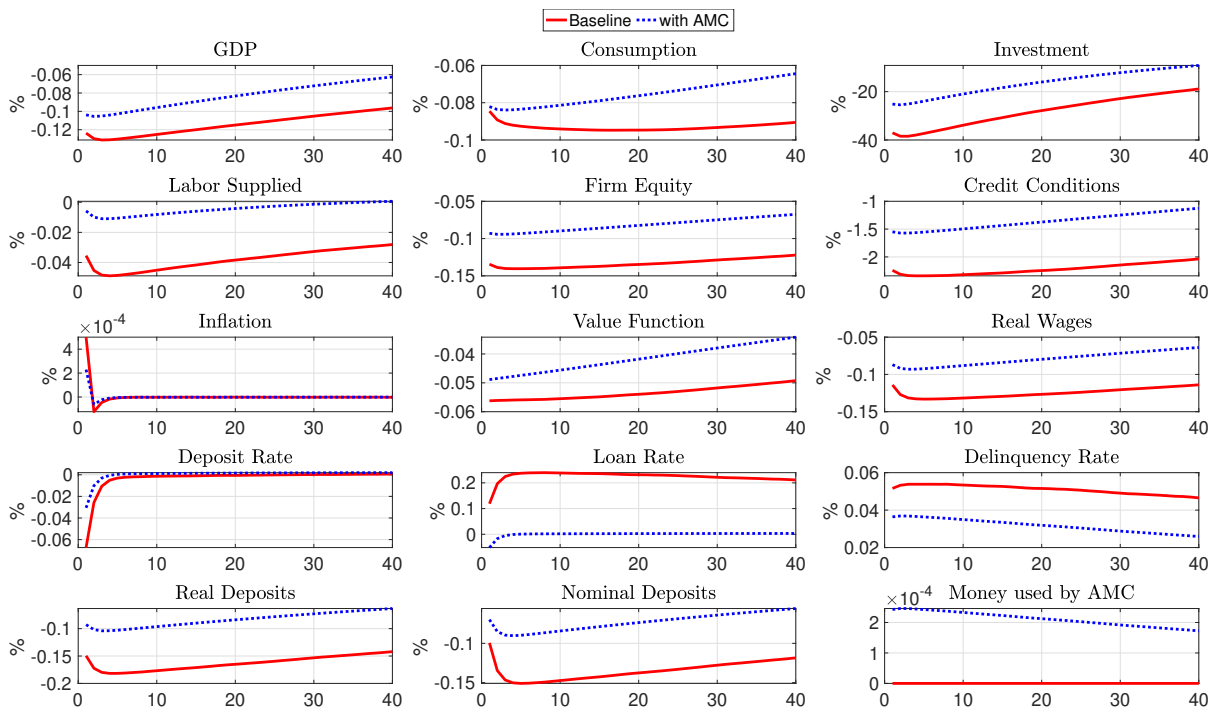 Baseline with AMC
GDP Consumption Investment
% -0.06 -0.08 -0.1 -0.12 0 10 20 30 40
-0.06 -0.08 -0.1 0 10 20 30 40
% -20 -40 0 10 20 30 40
Labor Supplied Firm Equity Credit Conditions
% 0 -0.02 -0.04 0 10 20 30 40
% -0.05 -0.1 -0.15 0 10 20 30 40
% -1 -1.5 -2 0 10 20 30 40
Inflation Value Function Real Wages
×10-4
% 4 2 0 0 10 20 30 40
% -0.04 -0.05 -0.06 0 10 20 30 40
% -0.05 -0.1 -0.15 0 10 20 30 40
Deposit Rate Loan Rate Delinquency Rate
% 0 -0.02 -0.04 -0.06 0 10 20 30 40
% 0.2 0 0 10 20 30 40
% 0.06 0.04 0.02 0 10 20 30 40
Real Deposits Nominal Deposits Money used by AMC
% -0.1 -0.15 -0.2 0 10 20 30 40
% -0.1 -0.15 0 10 20 30 40
×10-4
% 2 1 0 0 10 20 30 40